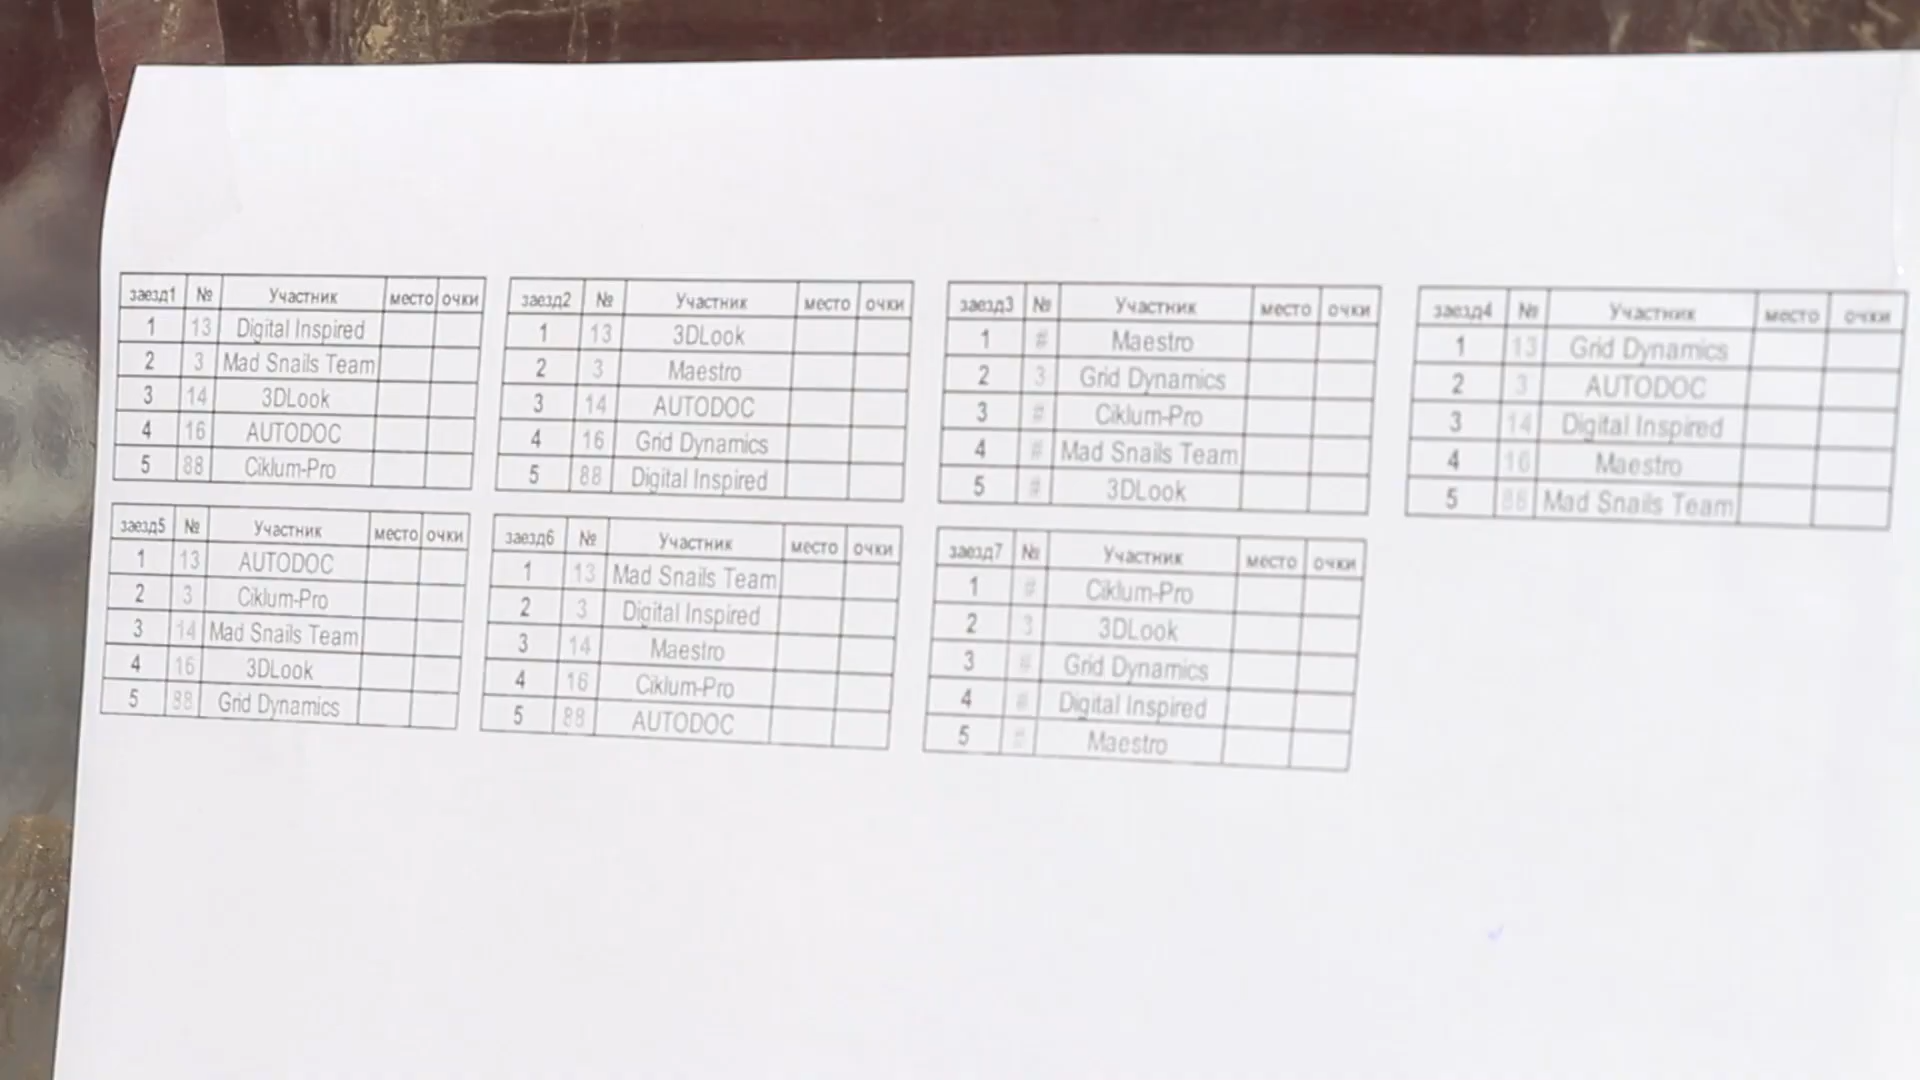 заезд1 № Участник место очки
1 13 Digital Inspired
2 3 Mad Snails Team
3 14 3DLook
4 16 AUTODOC
5 88 Ciklum-Pro
заезд2 № Участник место очки
1 13 3DLook
2 3 Maestro
3 14 AUTODOC
4 16 Grid Dynamics
5 88 Digital Inspired
заезд3 № Участник место очки
1 # Maestro
2 3 Grid Dynamics
3 # Ciklum-Pro
4 # Mad Snails Team
5 # 3DLook
заезд4 № Участник место очки
1 13 Grid Dynamics
2 3 AUTODOC
3 14 Digital Inspired
4 16 Maestro
5 88 Mad Snails Team
заезд5 № Участник место очки
1 13 AUTODOC
2 3 Ciklum-Pro
3 14 Mad Snails Team
4 16 3DLook
5 88 Grid Dynamics
заезд6 № Участник место очки
1 13 Mad Snails Team
2 3 Digital Inspired
3 14 Maestro
4 16 Ciklum-Pro
5 88 AUTODOC
заезд7 № Участник место очки
1 # Ciklum-Pro
2 3 3DLook
3 # Grid Dynamics
4 # Digital Inspired
5 # Maestro